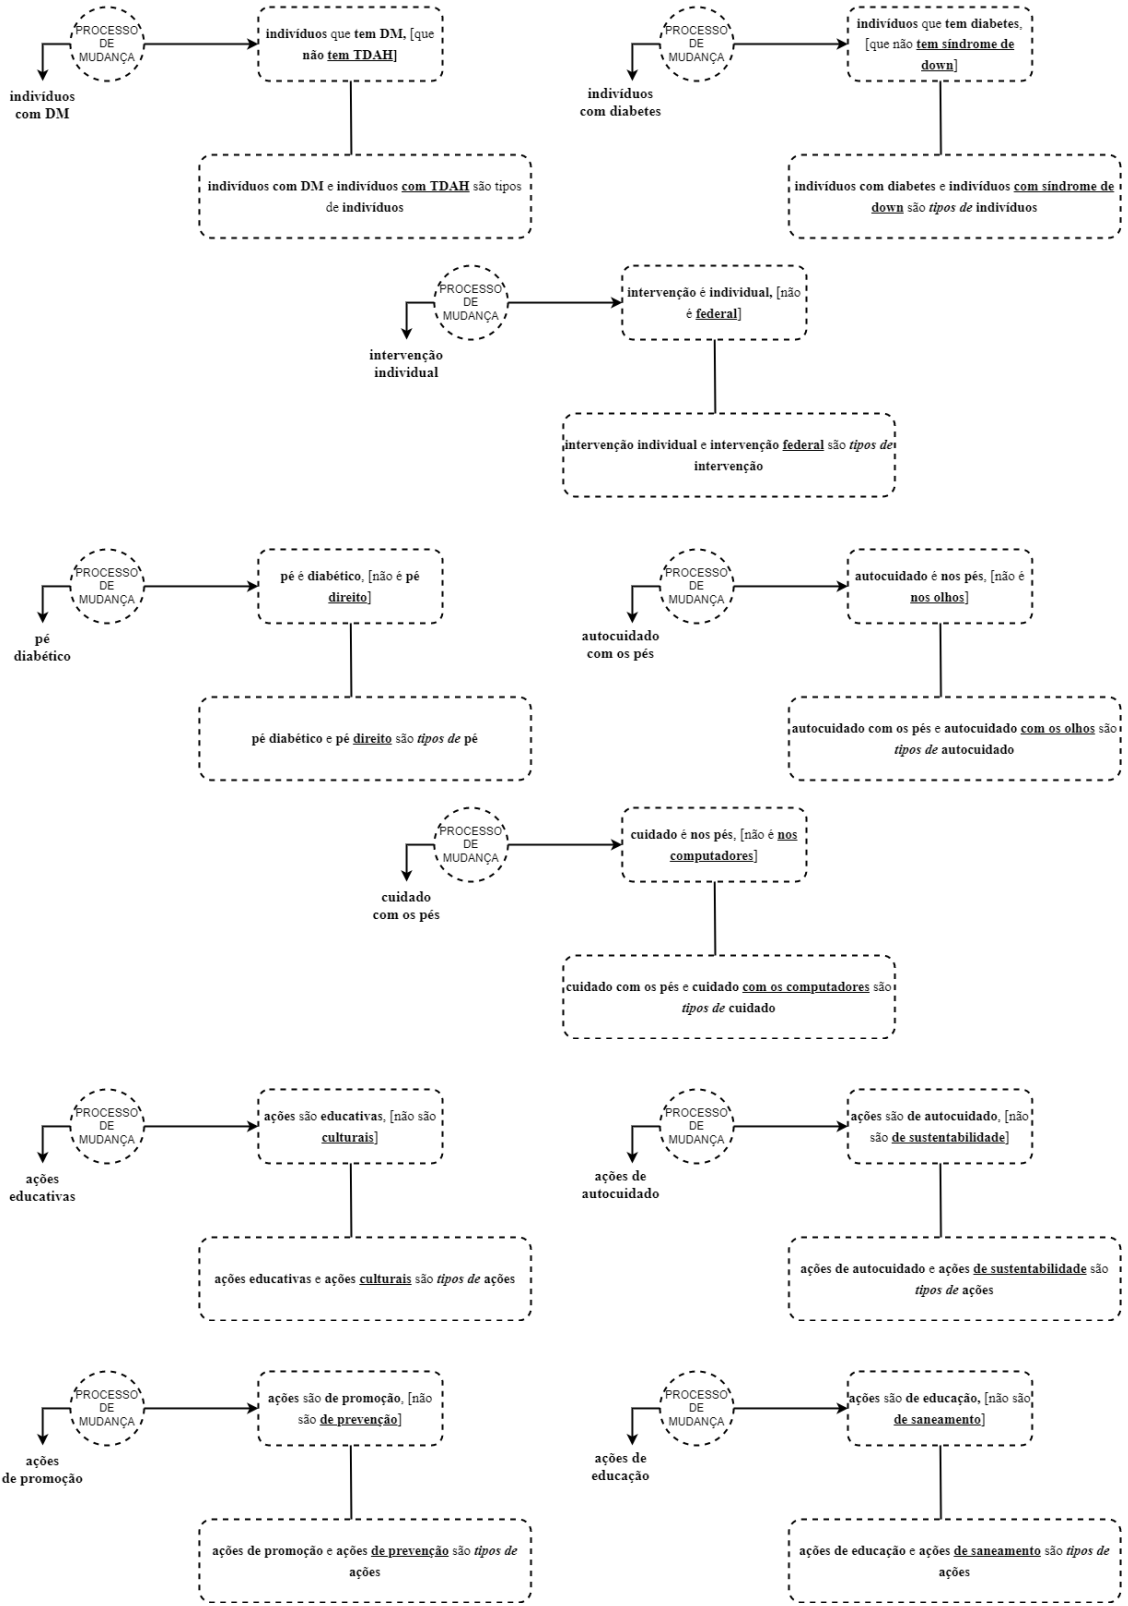 PROCESSO
DE
MUDANÇA
indivíduos que tem DM, [que
não tem TDAH]
indivíduos
com DM
indivíduos com DM e indivíduos com TDAH são tipos
de indivíduos
PROCESSO
DE
MUDANÇA
indivíduos que tem diabetes,
[que não tem síndrome de
down]
indivíduos
com diabetes
indivíduos com diabetes e indivíduos com síndrome de
down são tipos de indivíduos
PROCESSO
DE
MUDANÇA
intervenção é individual, [não
é federal]
intervenção
individual
intervenção individual e intervenção federal são tipos de
intervenção
PROCESSO
DE
MUDANÇA
pé é diabético, [não é pé
direito]
pé
diabético
pé diabético e pé direito são tipos de pé
PROCESSO
DE
MUDANÇA
autocuidado é nos pés, [não é
nos olhos]
autocuidado
com os pés
autocuidado com os pés e autocuidado com os olhos são
tipos de autocuidado
PROCESSO
DE
MUDANÇA
cuidado é nos pés, [não é nos
computadores]
cuidado
com os pés
cuidado com os pés e cuidado com os computadores são
tipos de cuidado
PROCESSO
DE
MUDANÇA
ações são educativas, [não são
culturais]
ações
educativas
ações educativas e ações culturais são tipos de ações
PROCESSO
DE
MUDANÇA
ações são de autocuidado, [não
são de sustentabilidade]
ações de
autocuidado
ações de autocuidado e ações de sustentabilidade são
tipos de ações
PROCESSO
DE
MUDANÇA
ações são de promoção, [não
são de prevenção]
ações
de promoção
ações de promoção e ações de prevenção são tipos de
ações
PROCESSO
DE
MUDANÇA
ações são de educação, [não são
de saneamento]
ações de
educação
ações de educação e ações de saneamento são tipos de
ações